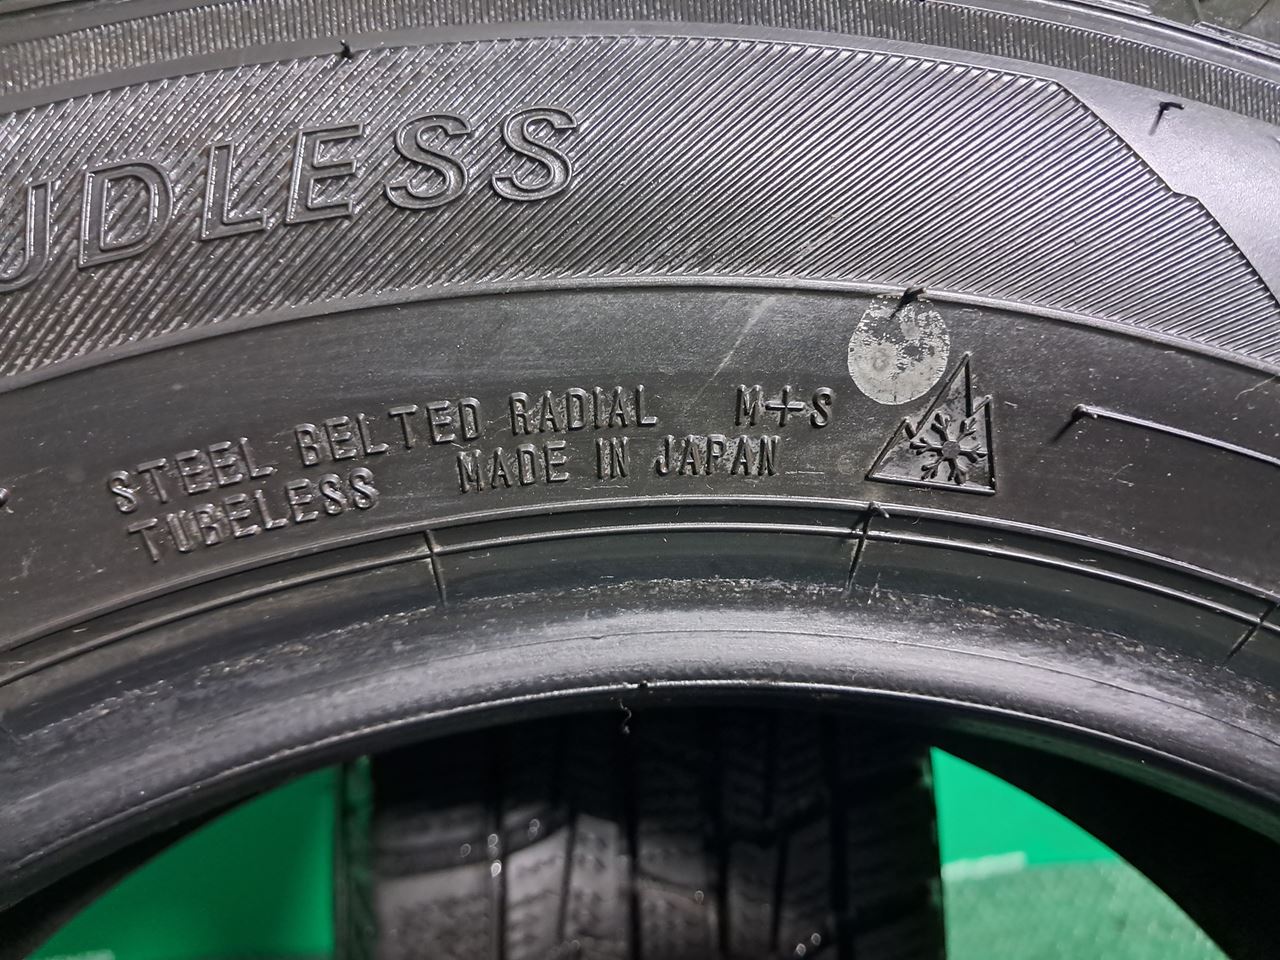 UDLESS
STEEL BELTED RADIAL M+S
TUBELESS MADE IN JAPAN